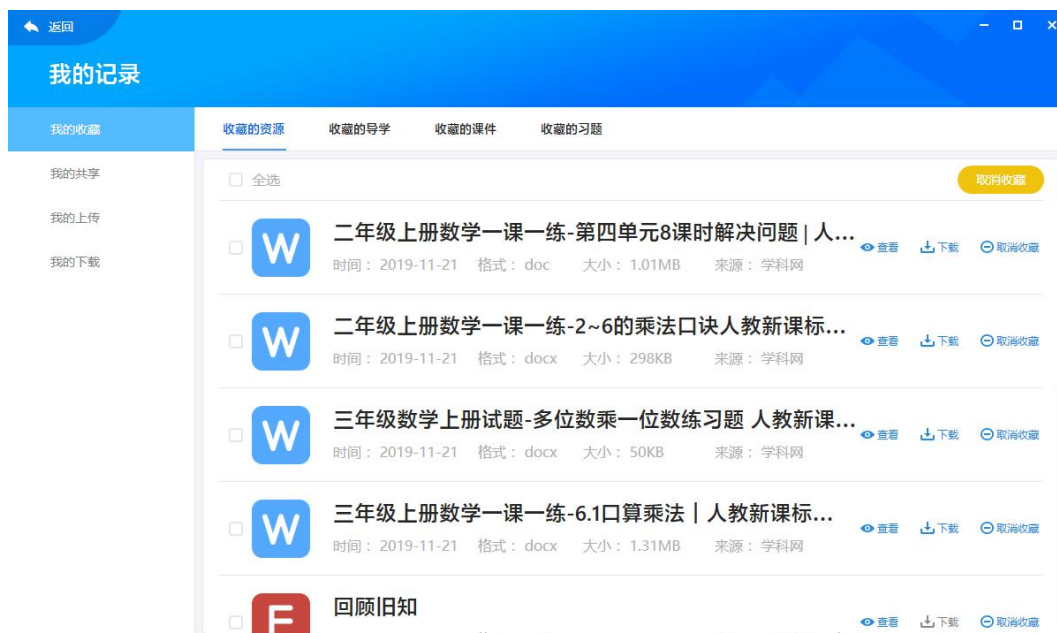 返回
我的记录
我的收藏
我的共享
我的上传
我的下载
收藏的资源 收藏的导学 收藏的课件 收藏的习题
全选 取消收藏
W 二年级上册数学一课一练-第四单元8课时解决问题 | 人...
时间： 2019-11-21 格式： doc 大小： 1.01MB 来源： 学科网
查看 下载 取消收藏
W 二年级上册数学一课一练-2~6的乘法口诀人教新课标...
时间： 2019-11-21 格式： docx 大小： 298KB 来源： 学科网
查看 下载 取消收藏
W 三年级数学上册试题-多位数乘一位数练习题 人教新课...
时间： 2019-11-21 格式： docx 大小： 50KB 来源： 学科网
查看 下载 取消收藏
W 三年级上册数学一课一练-6.1口算乘法｜人教新课标...
时间： 2019-11-21 格式： docx 大小： 1.31MB 来源： 学科网
查看 下载 取消收藏
回顾旧知
查看 下载 取消收藏